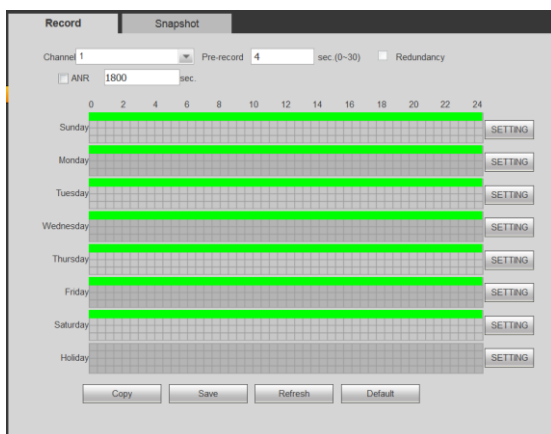 Record Snapshot
Channel 1 Pre-record 4 sec.(0~30) Redundancy
ANR 1800 sec.
0 2 4 6 8 10 12 14 16 18 20 22 24
Sunday SETTING
Monday SETTING
Tuesday SETTING
Wednesday SETTING
Thursday SETTING
Friday SETTING
Saturday SETTING
Holiday SETTING
Copy Save Refresh Default